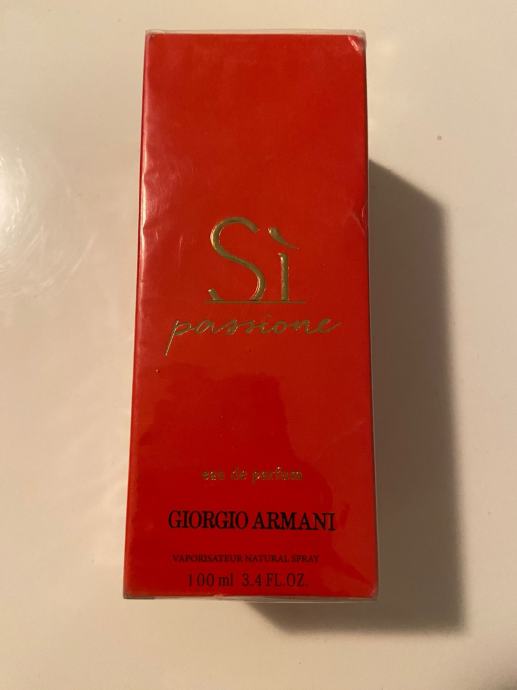 Sì
passione
eau de parfum
GIORGIO ARMANI
VAPORISATEUR NATURAL SPRAY
100 ml 3.4 FL.OZ.